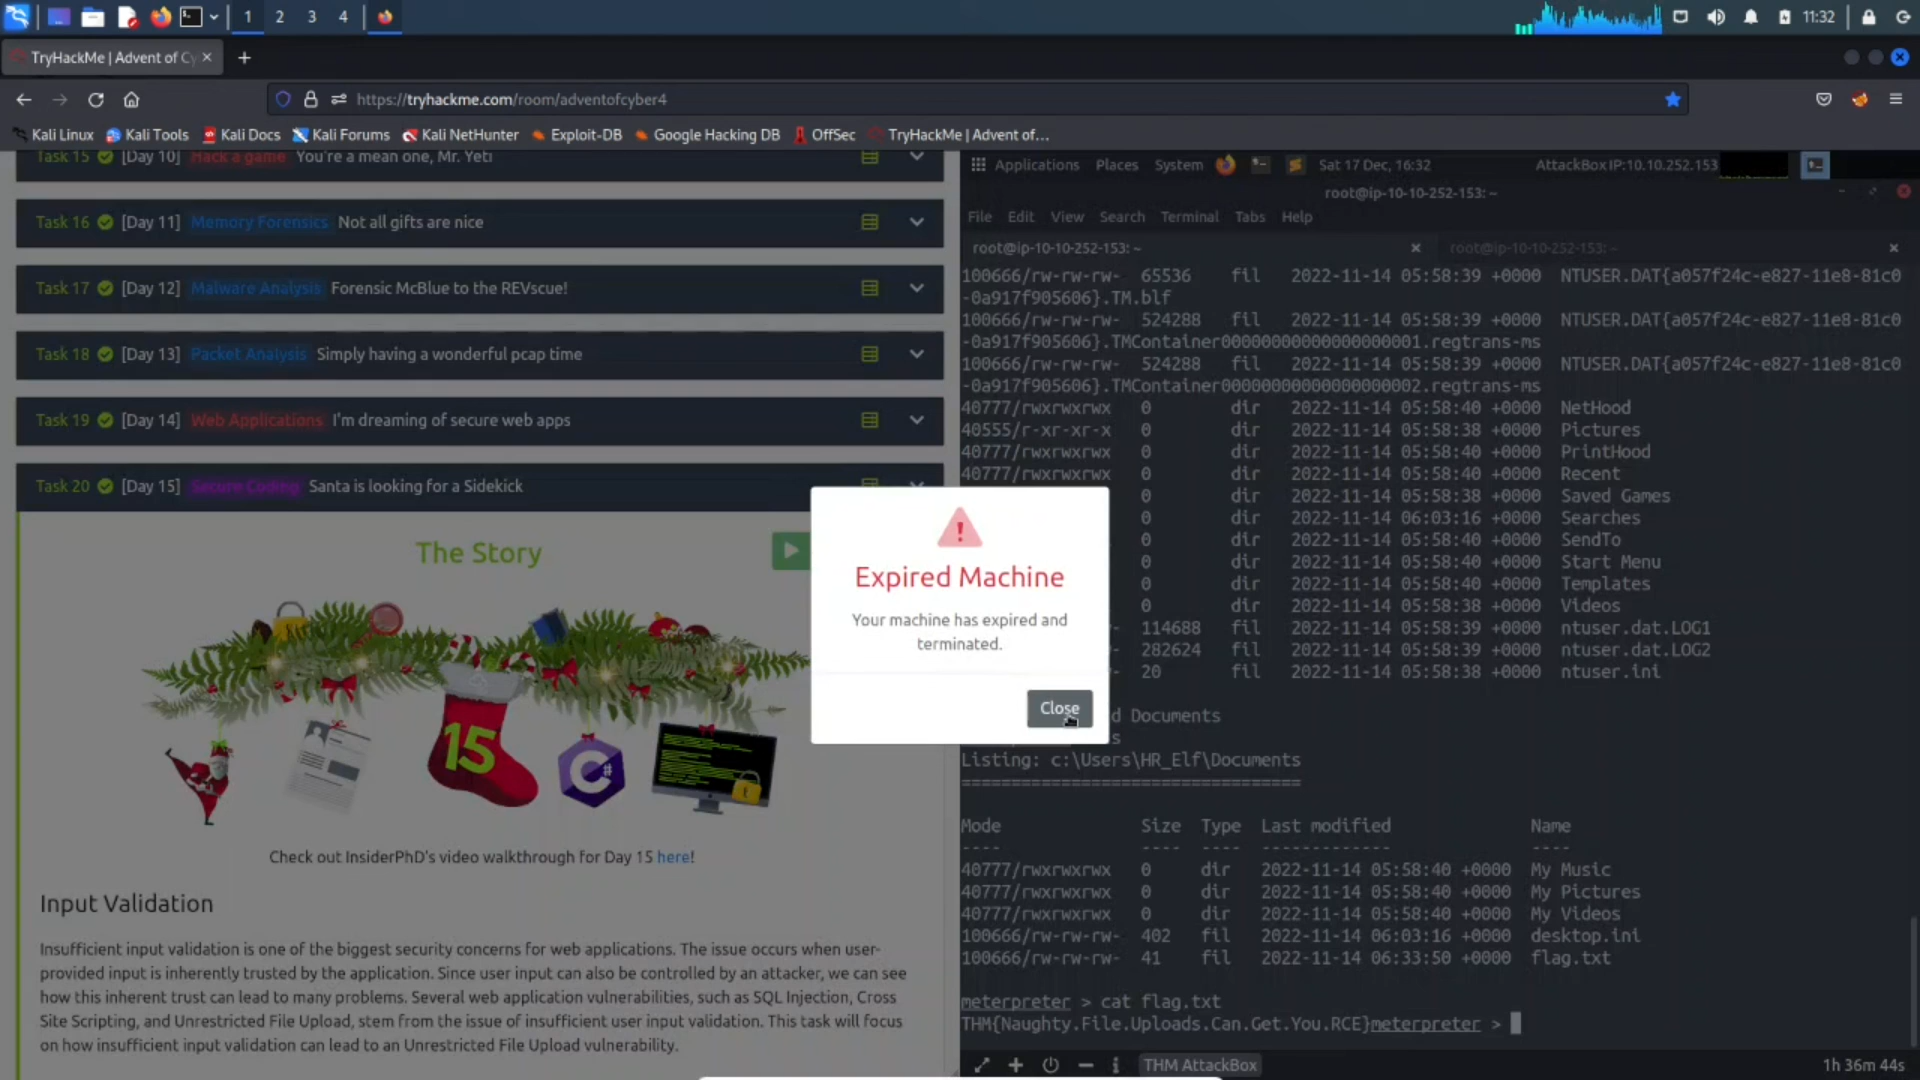 1 2 3 4
11:32
TryHackMe | Advent of Cy
https://tryhackme.com/room/adventofcyber4
Kali Linux Kali Tools Kali Docs Kali Forums Kali NetHunter Exploit-DB Google Hacking DB OffSec TryHackMe | Advent of...
Task 15 [Day 10] Hack a game You're a mean one, Mr. Yeti
Task 16 [Day 11] Memory Forensics Not all gifts are nice
Task 17 [Day 12] Malware Analysis Forensic McBlue to the REVscue!
Task 18 [Day 13] Packet Analysis Simply having a wonderful pcap time
Task 19 [Day 14] Web Applications I'm dreaming of secure web apps
Task 20 [Day 15] Secure Coding Santa is looking for a Sidekick
The Story
15
C#
Check out InsiderPhD's video walkthrough for Day 15 here!
Input Validation
Insufficient input validation is one of the biggest security concerns for web applications. The issue occurs when user-
provided input is inherently trusted by the application. Since user input can also be controlled by an attacker, we can see
how this inherent trust can lead to many problems. Several web application vulnerabilities, such as SQL Injection, Cross
Site Scripting, and Unrestricted File Upload, stem from the issue of insufficient user input validation. This task will focus
on how insufficient input validation can lead to an Unrestricted File Upload vulnerability.
Expired Machine
Your machine has expired and
terminated.
Close
Applications Places System Sat 17 Dec, 16:32 AttackBox IP:10.10.252.153
root@ip-10-10-252-153: ~
File Edit View Search Terminal Tabs Help
root@ip-10-10-252-153: ~ root@ip-10-10-252-153: ~
100666/rw-rw-rw- 65536 fil 2022-11-14 05:58:39 +0000 NTUSER.DAT{a057f24c-e827-11e8-81c0
-0a917f905606}.TM.blf
100666/rw-rw-rw- 524288 fil 2022-11-14 05:58:39 +0000 NTUSER.DAT{a057f24c-e827-11e8-81c0
-0a917f905606}.TMContainer00000000000000000001.regtrans-ms
100666/rw-rw-rw- 524288 fil 2022-11-14 05:58:39 +0000 NTUSER.DAT{a057f24c-e827-11e8-81c0
-0a917f905606}.TMContainer00000000000000000002.regtrans-ms
40777/rwxrwxrwx 0 dir 2022-11-14 05:58:40 +0000 NetHood
40555/r-xr-xr-x 0 dir 2022-11-14 05:58:40 +0000 Pictures
40777/rwxrwxrwx 0 dir 2022-11-14 05:58:40 +0000 PrintHood
40777/rwxrwxrwx 0 dir 2022-11-14 05:58:40 +0000 Recent
0 dir 2022-11-14 05:58:38 +0000 Saved Games
0 dir 2022-11-14 06:03:16 +0000 Searches
0 dir 2022-11-14 05:58:40 +0000 SendTo
0 dir 2022-11-14 05:58:40 +0000 Start Menu
0 dir 2022-11-14 05:58:40 +0000 Templates
0 dir 2022-11-14 05:58:38 +0000 Videos
- 114688 fil 2022-11-14 05:58:38 +0000 ntuser.dat.LOG1
- 282624 fil 2022-11-14 05:58:38 +0000 ntuser.dat.LOG2
- 20 fil 2022-11-14 05:58:38 +0000 ntuser.ini
d Documents
s
Listing: c:\Users\HR_Elf\Documents
==================================
Mode Size Type Last modified Name
---- ---- ---- ------------- ----
40777/rwxrwxrwx 0 dir 2022-11-14 05:58:40 +0000 My Music
40777/rwxrwxrwx 0 dir 2022-11-14 05:58:40 +0000 My Pictures
40777/rwxrwxrwx 0 dir 2022-11-14 05:58:40 +0000 My Videos
100666/rw-rw-rw- 402 fil 2022-11-14 06:03:16 +0000 desktop.ini
100666/rw-rw-rw- 41 fil 2022-11-14 06:33:50 +0000 flag.txt
meterpreter > cat flag.txt
THM{Naughty.File.Uploads.Can.Get.You.RCE}meterpreter >
THM AttackBox 1h 36m 44s